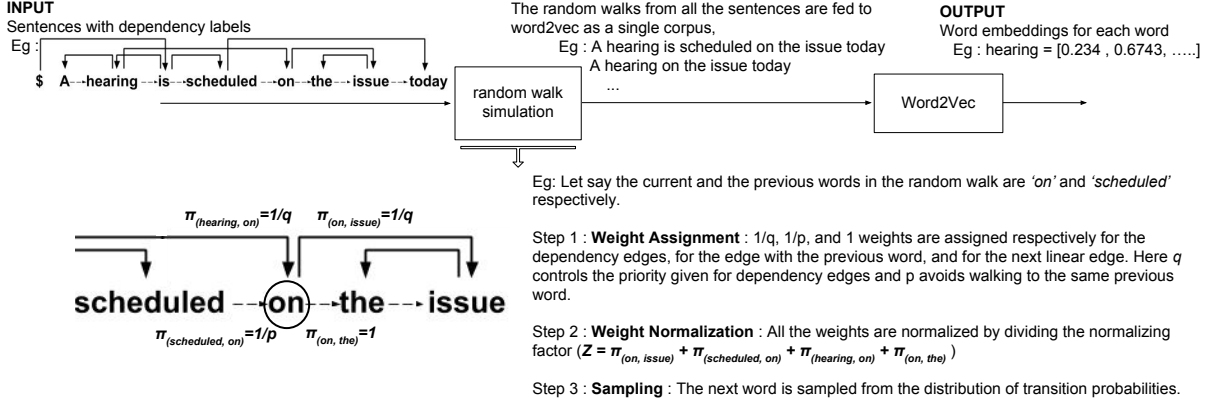 INPUT
Sentences with dependency labels
Eg :
$ A hearing is scheduled on the issue today
The random walks from all the sentences are fed to
word2vec as a single corpus,
Eg : A hearing is scheduled on the issue today
A hearing on the issue today
...
OUTPUT
Word embeddings for each word
Eg : hearing = [0.234 , 0.6743, …..]
random walk
simulation
Word2Vec
Eg: Let say the current and the previous words in the random walk are ‘on’ and ‘scheduled’
respectively.
π(hearing, on)=1/q π(on, issue)=1/q
scheduled on the issue
π(scheduled, on)=1/p π(on, the)=1
Step 1 : Weight Assignment : 1/q, 1/p, and 1 weights are assigned respectively for the
dependency edges, for the edge with the previous word, and for the next linear edge. Here q
controls the priority given for dependency edges and p avoids walking to the same previous
word.
Step 2 : Weight Normalization : All the weights are normalized by dividing the normalizing
factor (Z = π(on, issue) + π(scheduled, on) + π(hearing, on) + π(on, the) )
Step 3 : Sampling : The next word is sampled from the distribution of transition probabilities.